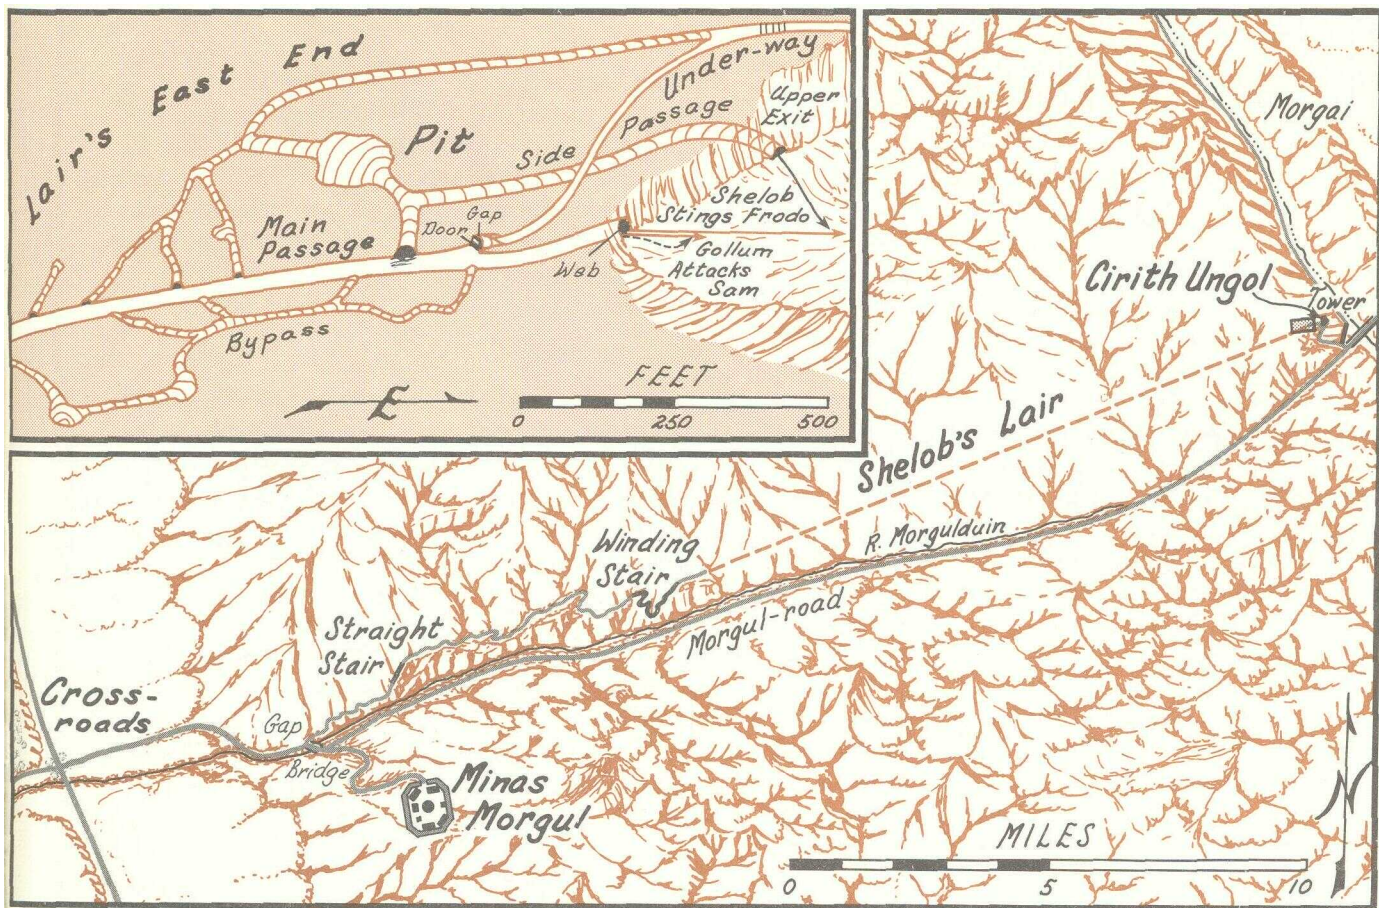 Lair's East End
Pit
Under-way
Upper
Exit
Side Passage
Main
Passage
Door
Gap
Shelob
Stings Frodo
Web
Gollum
Attacks
Sam
Bypass
E
FEET
0 250 500
Morgai
Cirith Ungol
Tower
Shelob's Lair
R. Morgulduin
Winding
Stair
Morgul-road
Straight
Stair
Cross-
roads
Gap
Bridge
Minas
Morgul
MILES
0 5 10
N